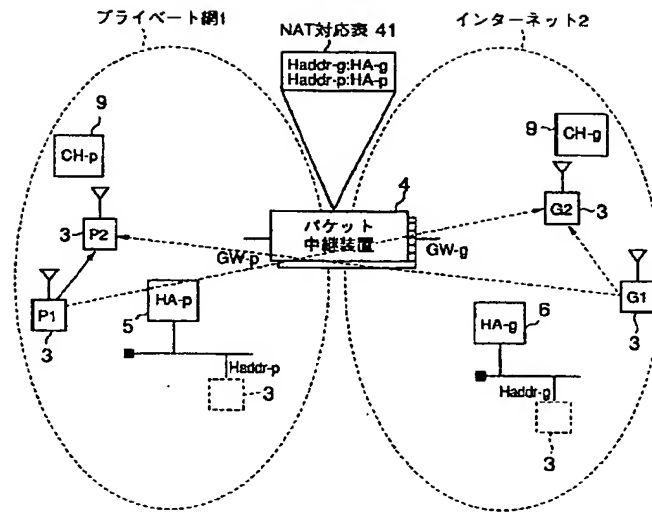 プライベート網1
インターネット2
NAT対応表 41
Haddr-g:HA-g
Haddr-p:HA-p
9
CH-p
9
CH-g
4
パケット
中継装置
GW-p
GW-g
3
P2
G2
3
P1
3
HA-p
5
Haddr-p
3
G1
3
HA-g
6
Haddr-g
3